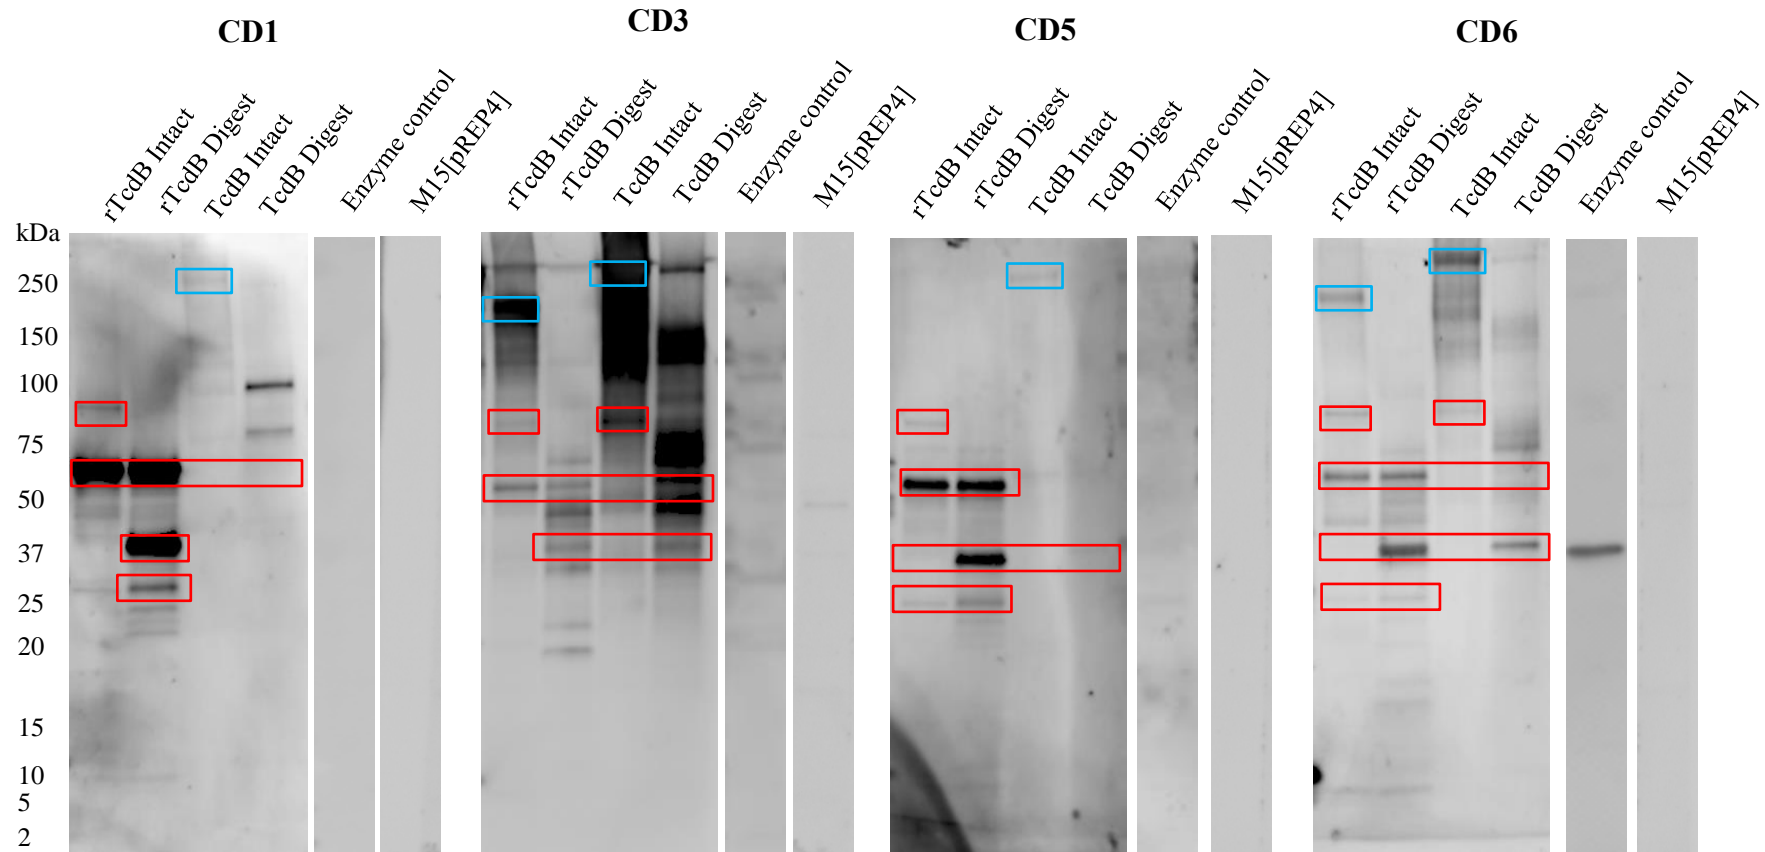 CD1
CD3
CD5
CD6
rTcdB Intact
rTcdB Digest
TcdB Intact
TcdB Digest
Enzyme control
M15[pREP4]
rTcdB Intact
rTcdB Digest
TcdB Intact
TcdB Digest
Enzyme control
M15[pREP4]
rTcdB Intact
rTcdB Digest
TcdB Intact
TcdB Digest
Enzyme control
M15[pREP4]
rTcdB Intact
rTcdB Digest
TcdB Intact
TcdB Digest
Enzyme control
M15[pREP4]
kDa
250
150
100
75
50
37
25
20
15
10
5
2